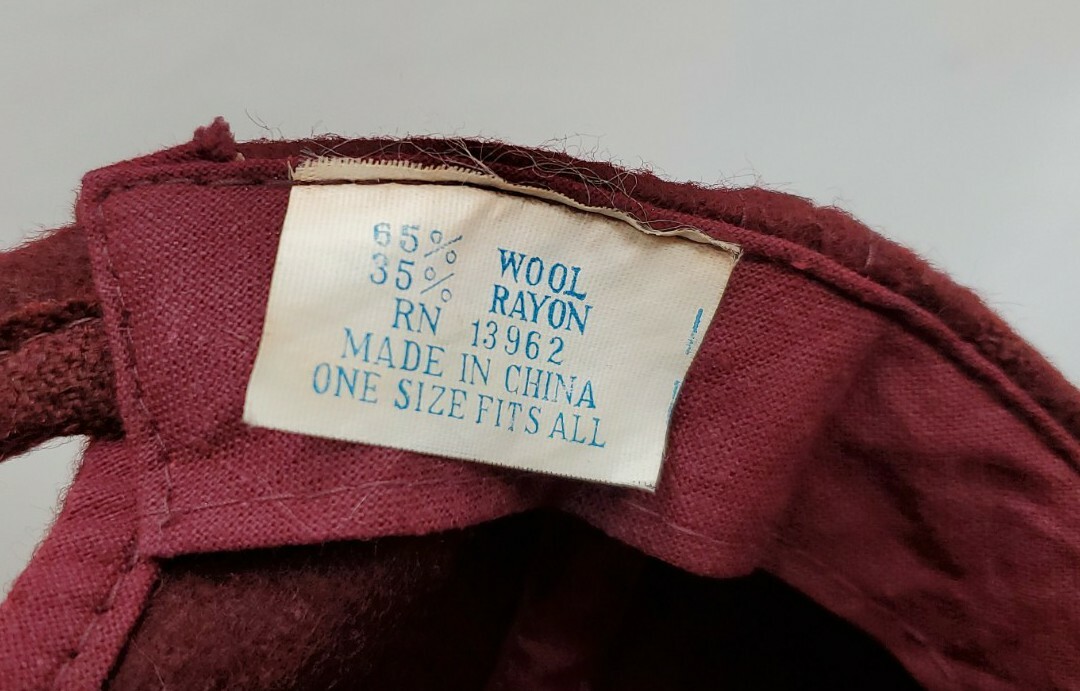 65% WOOL
35% RAYON
RN 13962
MADE IN CHINA
ONE SIZE FITS ALL